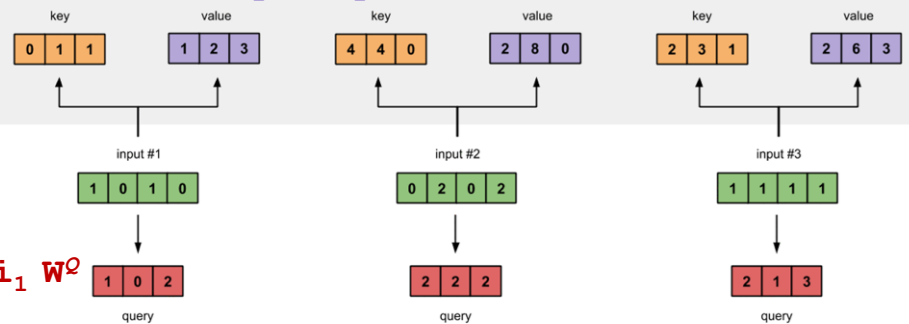 key value key value key value
0 1 1 1 2 3 4 4 0 2 8 0 2 3 1 2 6 3
input #1 input #2 input #3
1 0 1 0 0 2 0 2 1 1 1 1
i₁ W^Q 1 0 2 2 2 2 2 1 3
query query query